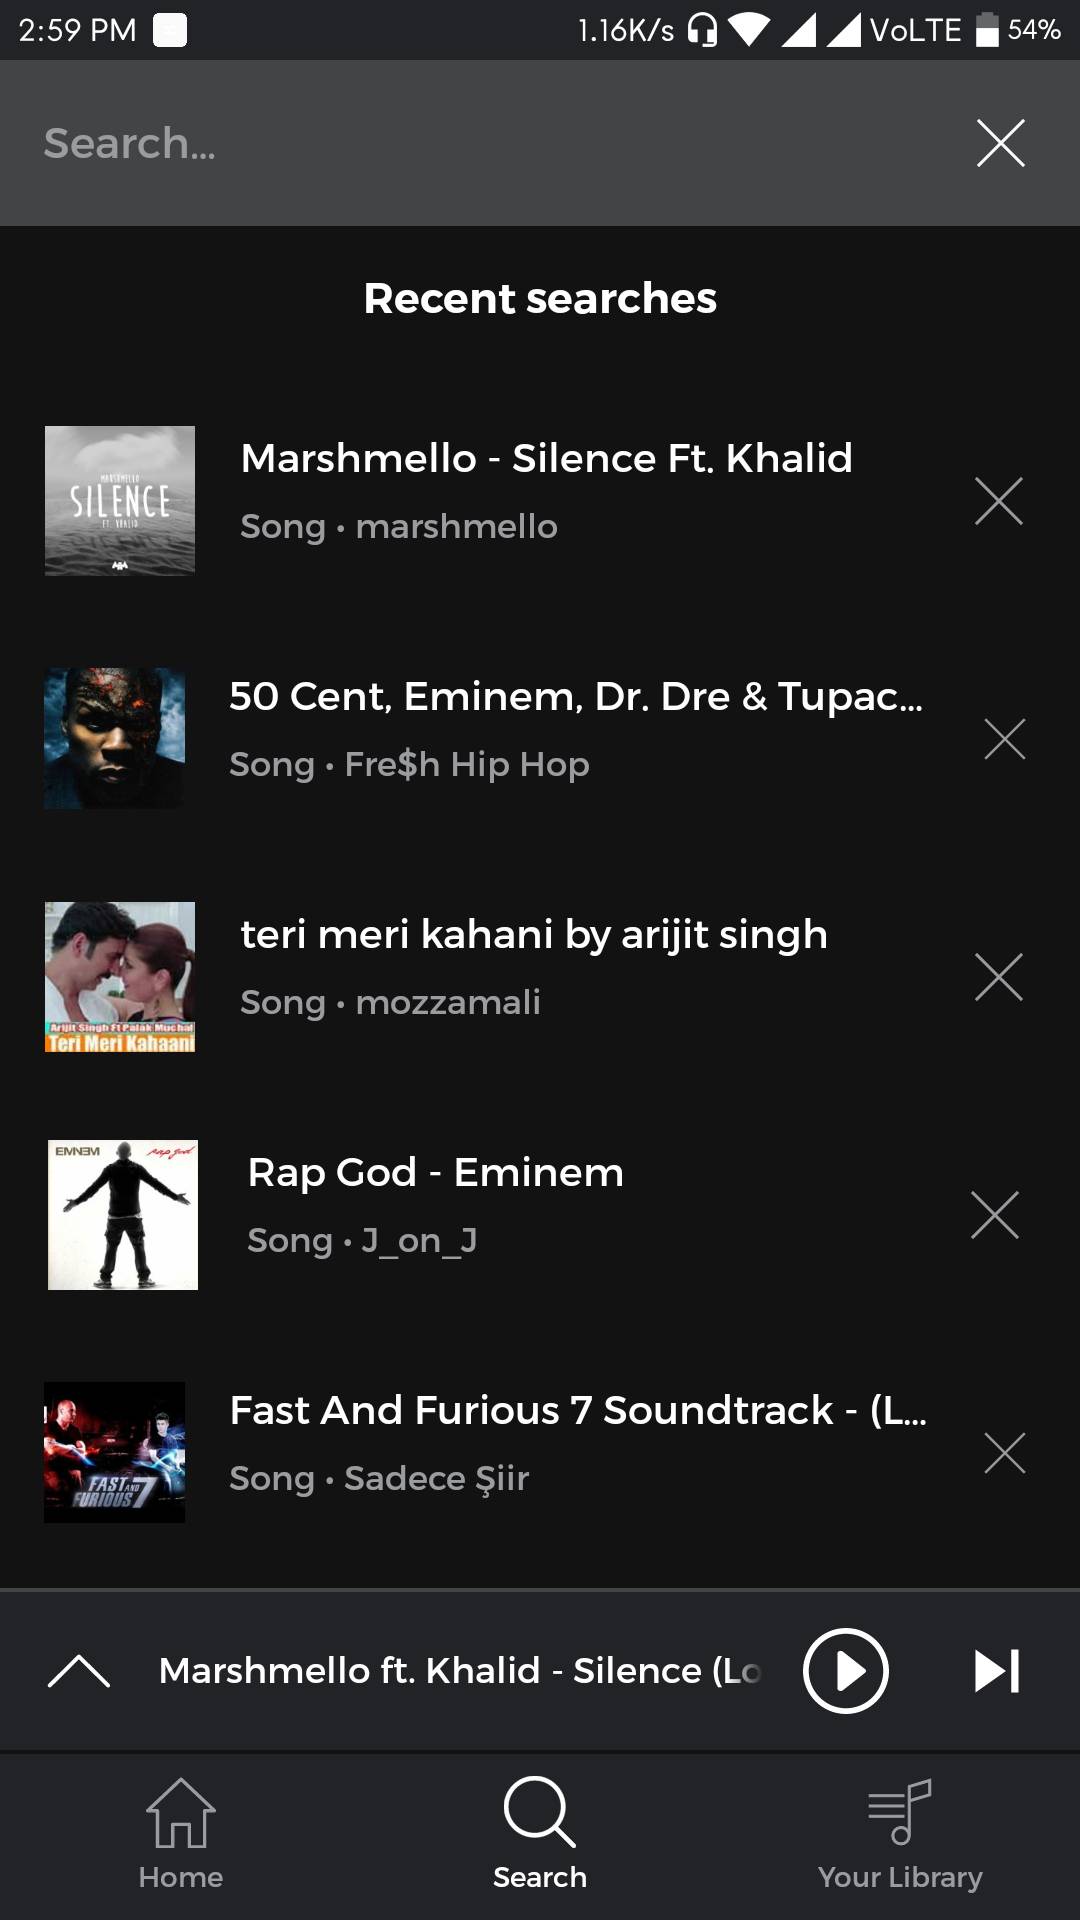 2:59 PM 1.16K/s VoLTE 54%
Search...
Recent searches
MARSHMELLO
SILENCE
FT. KHALID
Marshmello - Silence Ft. Khalid
Song • marshmello
50 Cent, Eminem, Dr. Dre & Tupac...
Song • Fre$h Hip Hop
Arijit Singh Ft Palak Muchal
Teri Meri Kahaani
teri meri kahani by arijit singh
Song • mozzamali
EMINEM rap god
Rap God - Eminem
Song • J_on_J
FAST AND
FURIOUS 7
Fast And Furious 7 Soundtrack - (L...
Song • Sadece Şiir
Marshmello ft. Khalid - Silence (Lo
Home Search Your Library